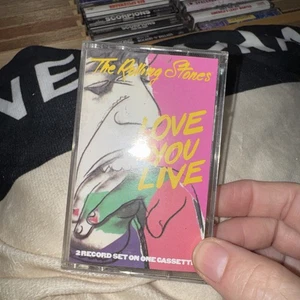 SCORPIONS
The Rolling Stones
LOVE
YOU
LIVE
2 RECORD SET ON ONE CASSETTE